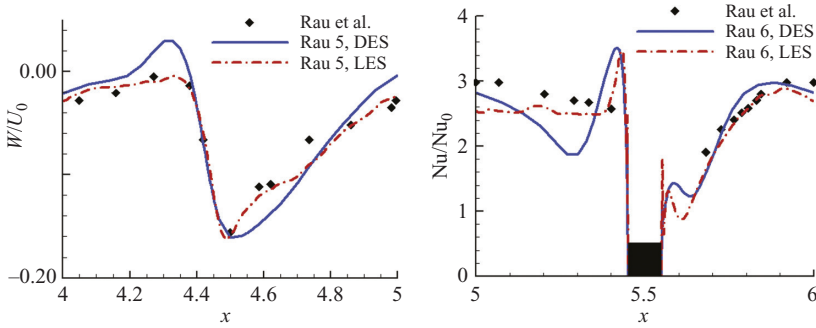 Rau et al.
Rau 5, DES
Rau 5, LES
0.00
−0.20
W/U0
4
4.2
4.4
4.6
4.8
5
x
Rau et al.
Rau 6, DES
Rau 6, LES
4
3
2
1
0
Nu/Nu0
5
5.5
6
x